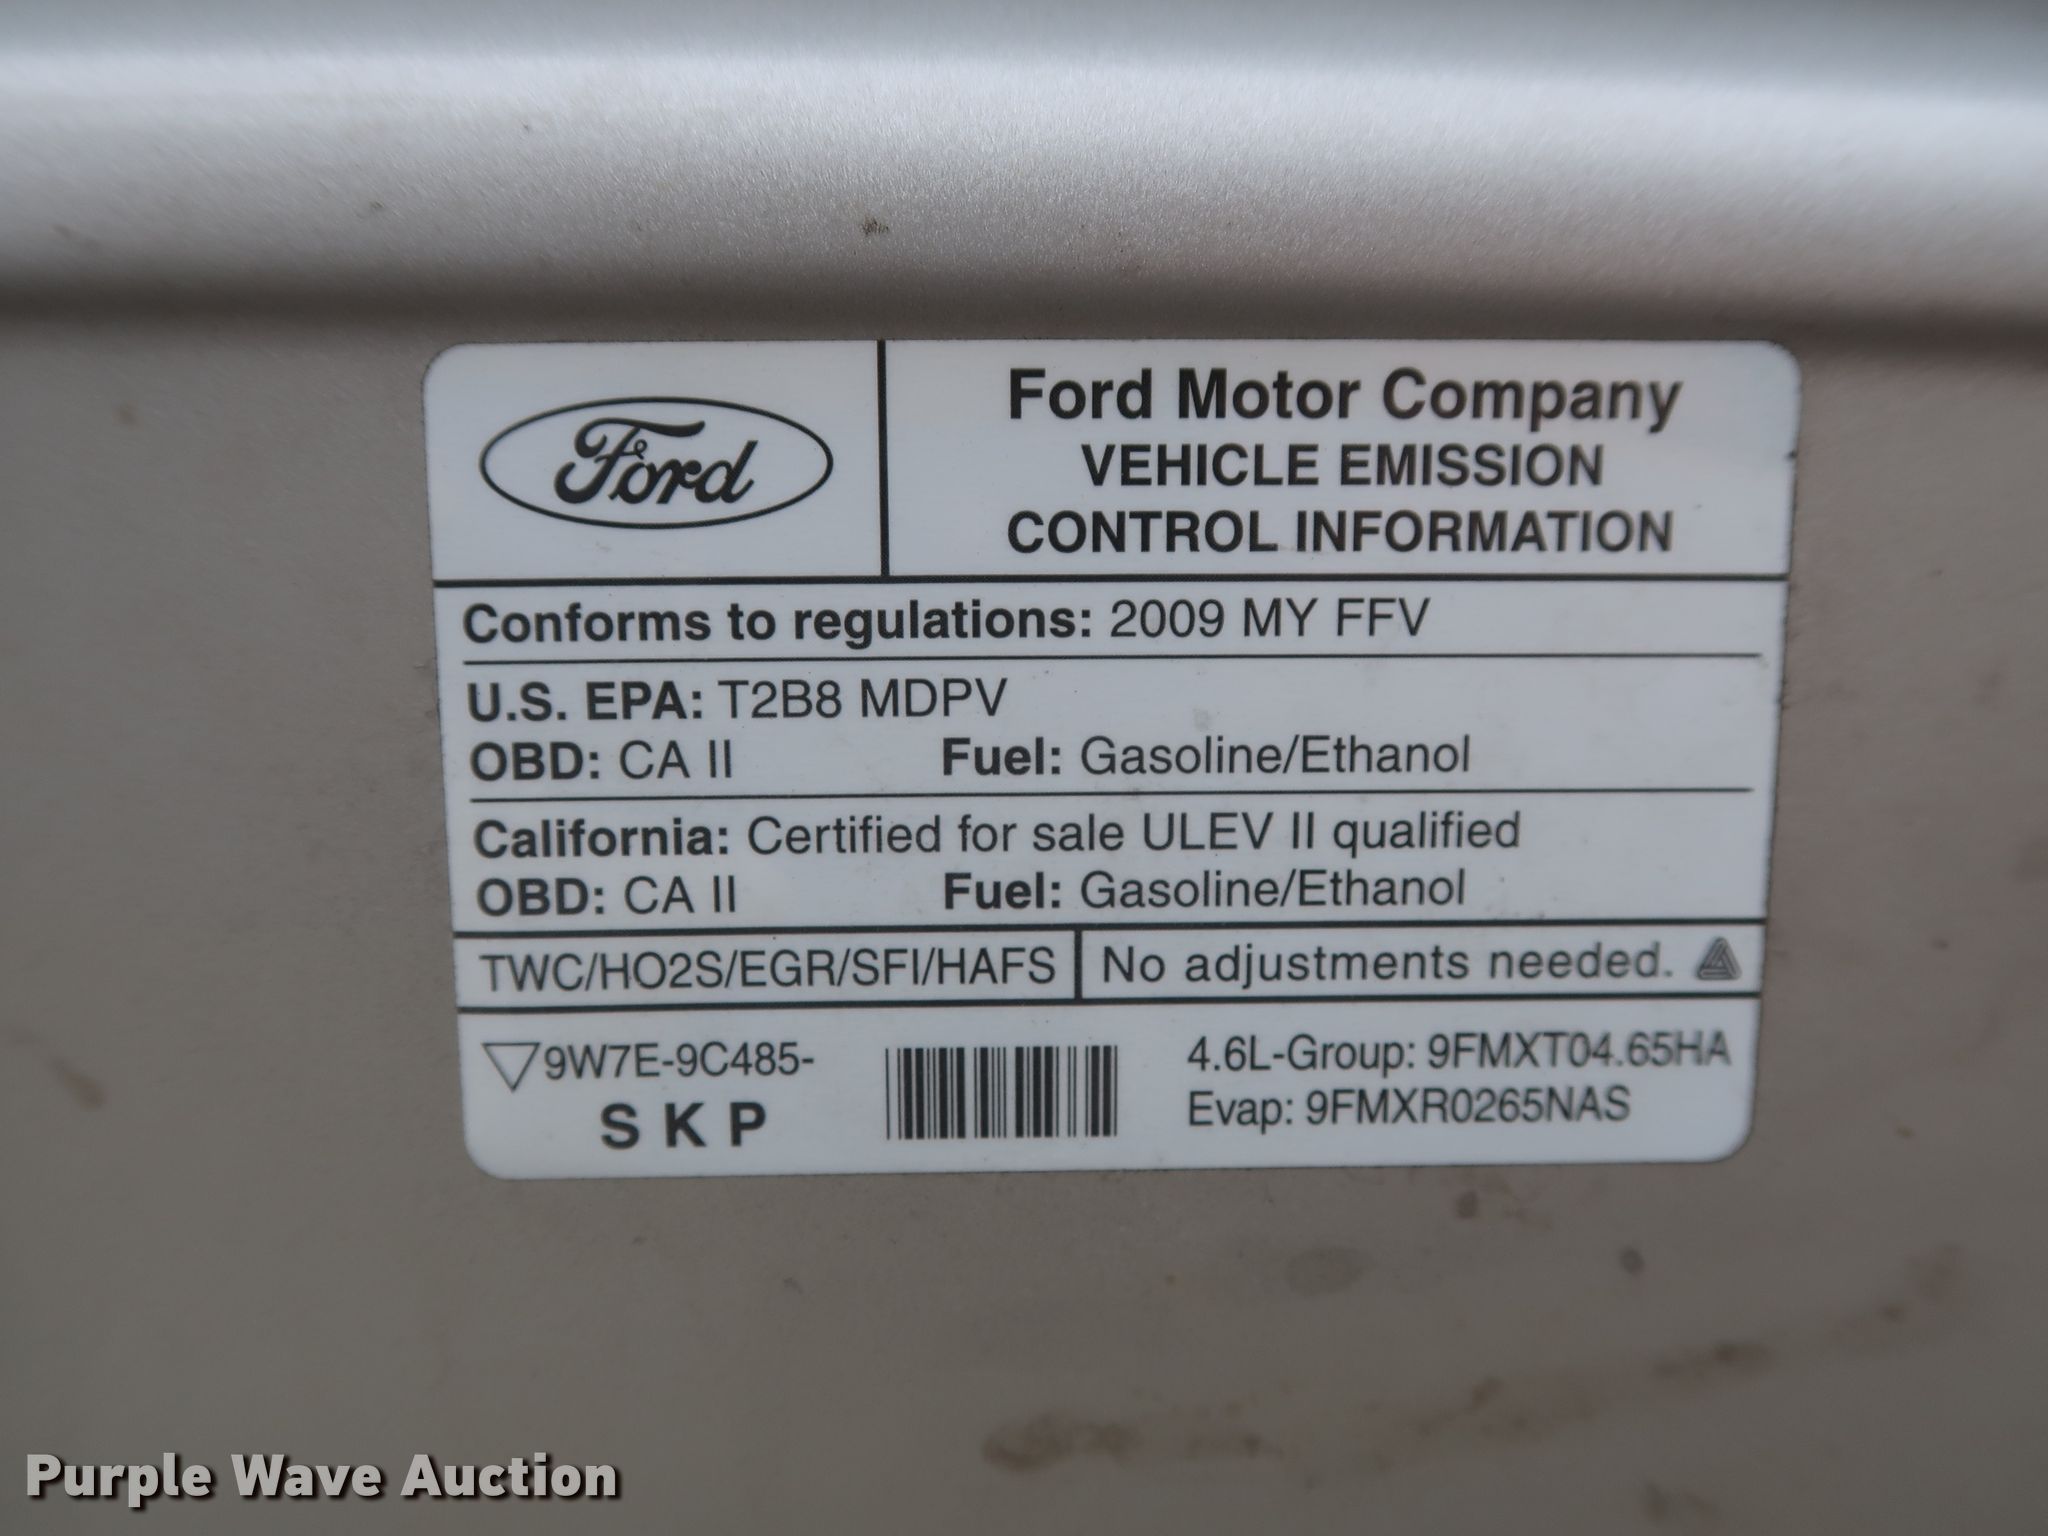 Ford
Ford Motor Company
VEHICLE EMISSION
CONTROL INFORMATION
Conforms to regulations: 2009 MY FFV
U.S. EPA: T2B8 MDPV
OBD: CA II Fuel: Gasoline/Ethanol
California: Certified for sale ULEV II qualified
OBD: CA II Fuel: Gasoline/Ethanol
TWC/HO2S/EGR/SFI/HAFS No adjustments needed.
9W7E-9C485-
S K P
4.6L-Group: 9FMXT04.65HA
Evap: 9FMXR0265NAS
Purple Wave Auction